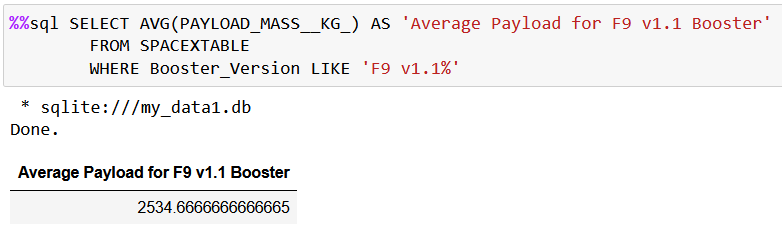 %%sql SELECT AVG(PAYLOAD_MASS__KG_) AS 'Average Payload for F9 v1.1 Booster'
FROM SPACEXTABLE
WHERE Booster_Version LIKE 'F9 v1.1%'
* sqlite:///my_data1.db
Done.
Average Payload for F9 v1.1 Booster
2534.6666666666665